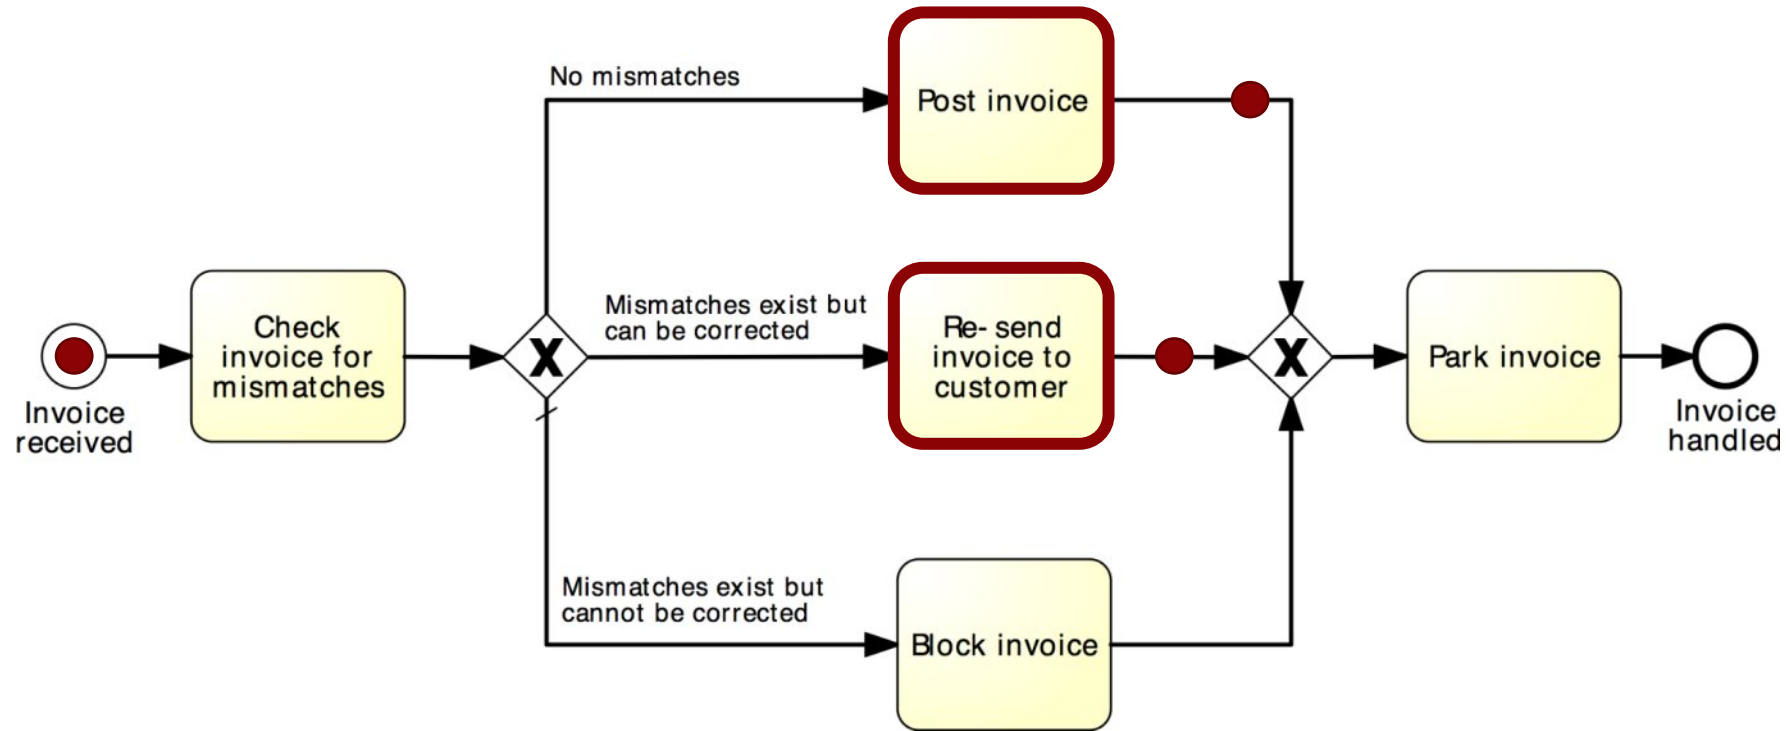 No mismatches
Post invoice
Mismatches exist but
can be corrected
Check
invoice for
mismatches
X
Re-send
invoice to
customer
X
Park invoice
Invoice
received
Invoice
handled
Mismatches exist but
cannot be corrected
Block invoice